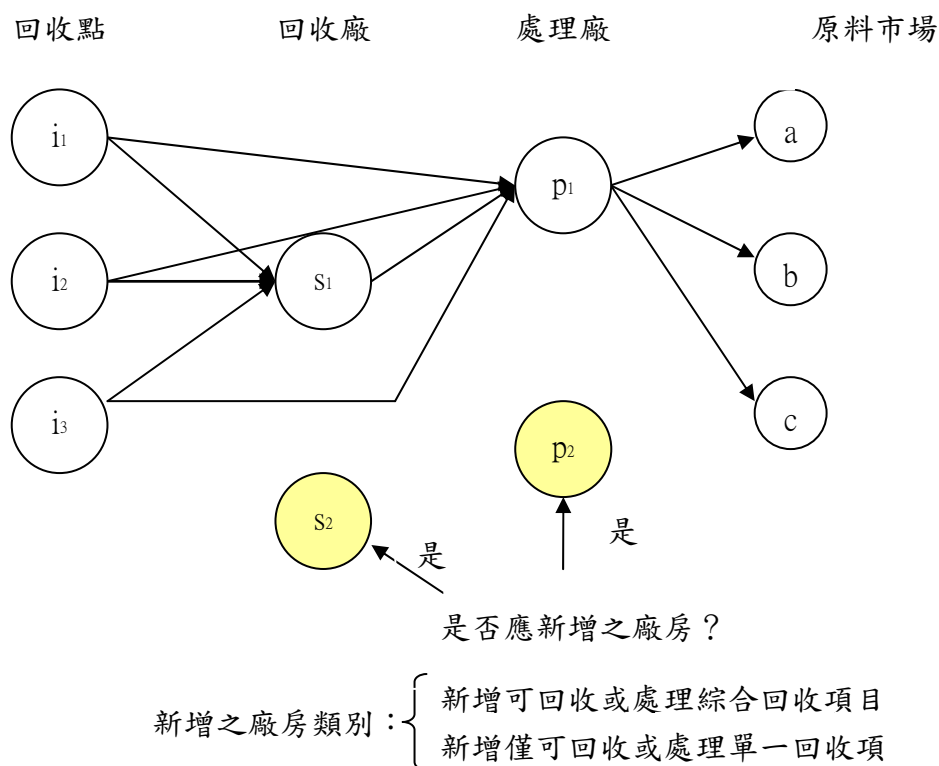 回收點 回收廠 處理廠 原料市場
i1
a
p1
i2
s1
b
i3
c
p2
s2
是
是
是否應新增之廠房？
新增之廠房類別：
新增可回收或處理綜合回收項目
新增僅可回收或處理單一回收項